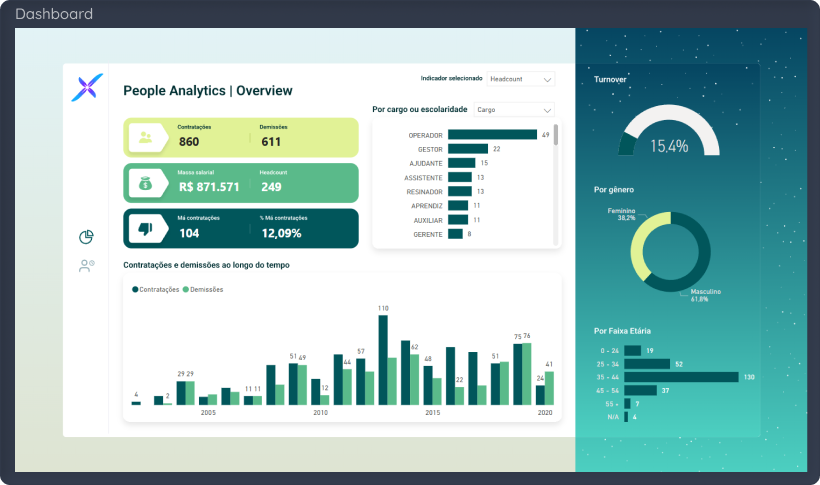 Dashboard
People Analytics | Overview
Indicador selecionado Headcount
Contratações Demissões
860 611
Massa salarial Headcount
R$ 871.571 249
Má contratações % Má contratações
104 12,09%
Por cargo ou escolaridade Cargo
OPERADOR 49
GESTOR 22
AJUDANTE 15
ASSISTENTE 13
RESINADOR 13
APRENDIZ 11
AUXILIAR 11
GERENTE 8
Contratações e demissões ao longo do tempo
Contratações Demissões
4 2 29 29 11 11 51 49 12 44 57 110 62 48 22 51 75 76 24 41
2005 2010 2015 2020
Turnover
15,4%
Por gênero
Feminino
38,2%
Masculino
61,8%
Por Faixa Etária
0 - 24 19
25 - 34 52
35 - 44 130
45 - 54 37
55 - 7
N/A 4